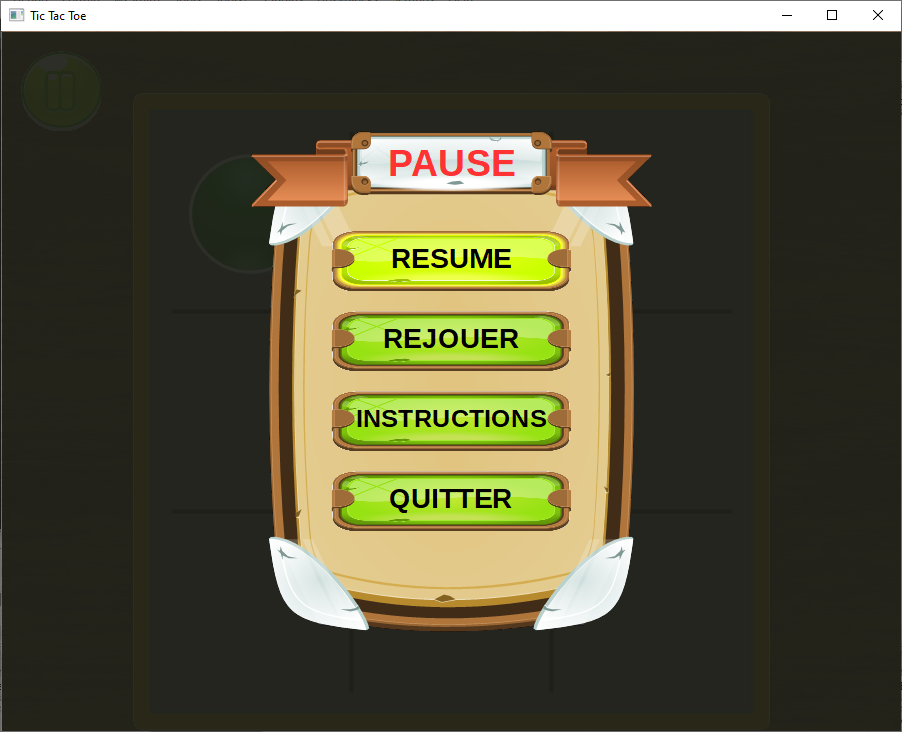 Tic Tac Toe
PAUSE
RESUME
REJOUER
INSTRUCTIONS
QUITTER